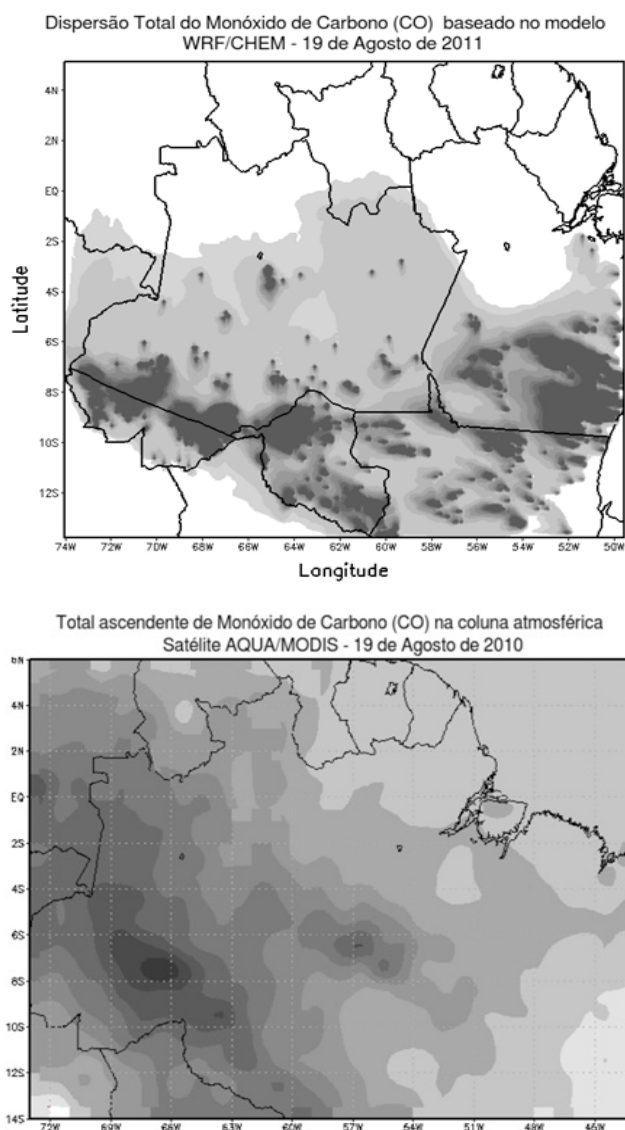 Dispersão Total do Monóxido de Carbono (CO) baseado no modelo
WRF/CHEM - 19 de Agosto de 2011
4N
2N
EQ
2S
4S
6S
8S
10S
12S
Latitude
74W 72W 70W 68W 66W 64W 62W 60W 58W 56W 54W 52W 50W
Longitude
Total ascendente de Monóxido de Carbono (CO) na coluna atmosférica
Satélite AQUA/MODIS - 19 de Agosto de 2010
6N
4N
2N
EQ
2S
4S
6S
8S
10S
12S
14S
72W 69W 66W 63W 60W 57W 54W 51W 48W 45W